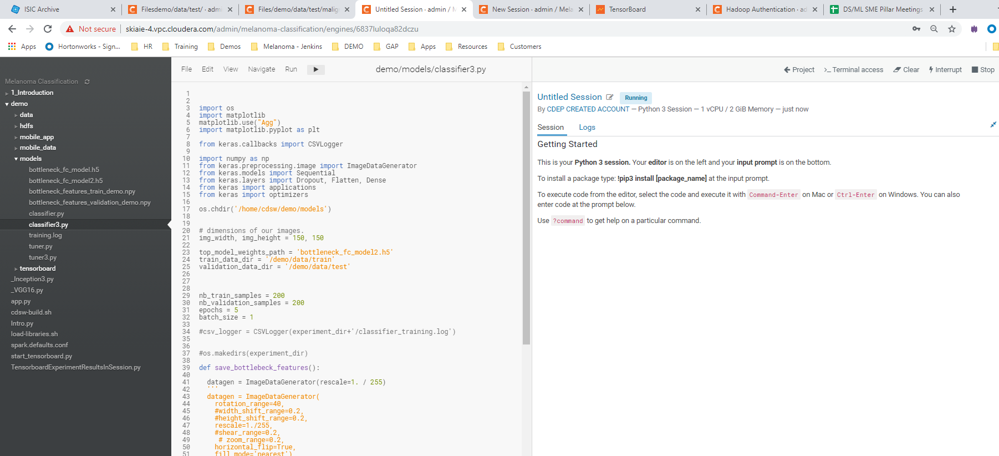 ISIC Archive
Filesdemo/data/test/ · admi
Files/demo/data/test/malig
Untitled Session · admin / M
New Session · admin / Mela
TensorBoard
Hadoop Authentication · ad
DS/ML SME Pillar Meetings
Not secure | skiaie-4.vpc.cloudera.com/admin/melanoma-classification/engines/6837luloqa82dczu
Apps Hortonworks - Sign... HR Training Demos Melanoma - Jenkins DEMO GAP Apps Resources Customers
File Edit View Navigate Run demo/models/classifier3.py
Project >_Terminal access Clear Interrupt Stop
Melanoma Classification
1_Introduction
demo
data
hdfs
mobile_app
mobile_data
models
bottleneck_fc_model.h5
bottleneck_fc_model2.h5
bottleneck_features_train_demo.npy
bottleneck_features_validation_demo.npy
classifier.py
classifier3.py
training.log
tuner.py
tuner3.py
tensorboard
_Inception3.py
_VGG16.py
app.py
cdsw-build.sh
Intro.py
load-libraries.sh
spark.defaults.conf
start_tensorboard.py
TensorboardExperimentResultsInSession.py
1
2
3 import os
4 import matplotlib
5 matplotlib.use("Agg")
6 import matplotlib.pyplot as plt
7
8 from keras.callbacks import CSVLogger
9
10 import numpy as np
11 from keras.preprocessing.image import ImageDataGenerator
12 from keras.models import Sequential
13 from keras.layers import Dropout, Flatten, Dense
14 from keras import applications
15 from keras import optimizers
16
17 os.chdir('/home/cdsw/demo/models')
18
19
20 # dimensions of our images.
21 img_width, img_height = 150, 150
22
23 top_model_weights_path = 'bottleneck_fc_model2.h5'
24 train_data_dir = '/demo/data/train'
25 validation_data_dir = '/demo/data/test'
26
27
28
29 nb_train_samples = 200
30 nb_validation_samples = 200
31 epochs = 5
32 batch_size = 1
33
34 #csv_logger = CSVLogger(experiment_dir+'/classifier_training.log')
35
36
37 #os.makedirs(experiment_dir)
38
39 def save_bottlebeck_features():
40
41 datagen = ImageDataGenerator(rescale=1. / 255)
42 '''
43 datagen = ImageDataGenerator(
44 rotation_range=40,
45 #width_shift_range=0.2,
46 #height_shift_range=0.2,
47 rescale=1./255,
48 #shear_range=0.2,
49 # zoom_range=0.2,
50 horizontal_flip=True,
51 fill_mode='nearest')
Untitled Session Running
By CDEP CREATED ACCOUNT — Python 3 Session — 1 vCPU / 2 GiB Memory — just now
Session Logs
Getting Started
This is your Python 3 session. Your editor is on the left and your input prompt is on the bottom.
To install a package type: !pip3 install [package_name] at the input prompt.
To execute code from the editor, select the code and execute it with Command-Enter on Mac or Ctrl-Enter on Windows. You can also
enter code at the prompt below.
Use ?command to get help on a particular command.